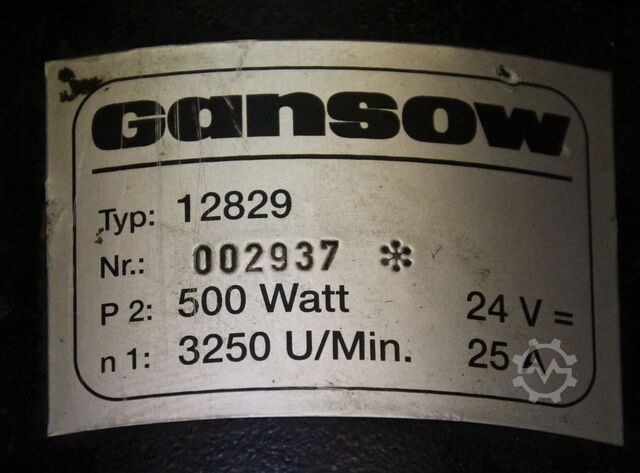 Gansow
Typ: 12829
Nr.: 002937 *
P 2: 500 Watt 24 V =
n 1: 3250 U/Min. 25 A